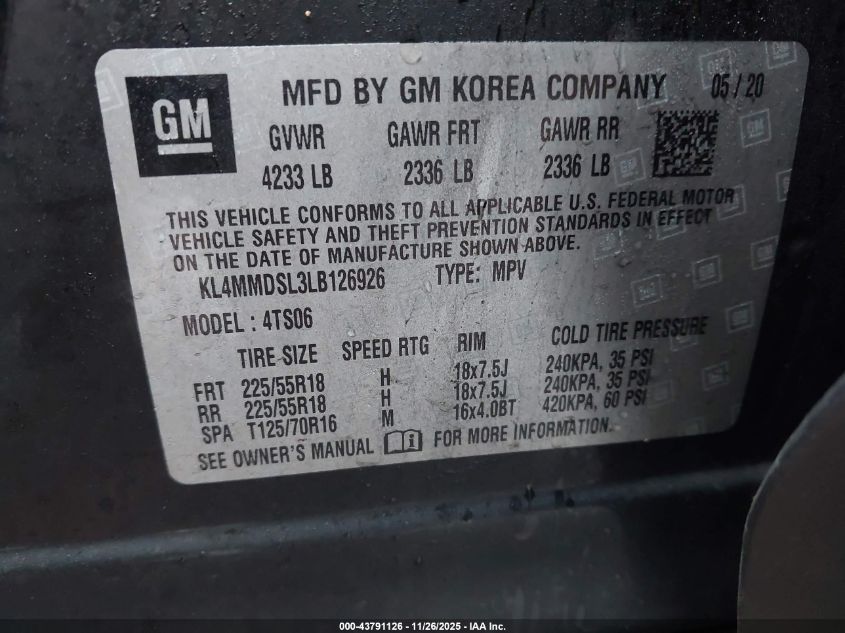 GM
MFD BY GM KOREA COMPANY 05/20
GVWR GAWR FRT GAWR RR
4233 LB 2336 LB 2336 LB
THIS VEHICLE CONFORMS TO ALL APPLICABLE U.S. FEDERAL MOTOR
VEHICLE SAFETY AND THEFT PREVENTION STANDARDS IN EFFECT
ON THE DATE OF MANUFACTURE SHOWN ABOVE.
KL4MMDSL3LB126926 TYPE: MPV
MODEL : 4TS06
TIRE SIZE SPEED RTG RIM COLD TIRE PRESSURE
FRT 225/55R18 H 18x7.5J 240KPA, 35 PSI
RR 225/55R18 H 18x7.5J 240KPA, 35 PSI
SPA T125/70R16 M 16x4.0BT 420KPA, 60 PSI
SEE OWNER'S MANUAL FOR MORE INFORMATION.
000-43791126 - 11/26/2025 - IAA Inc.